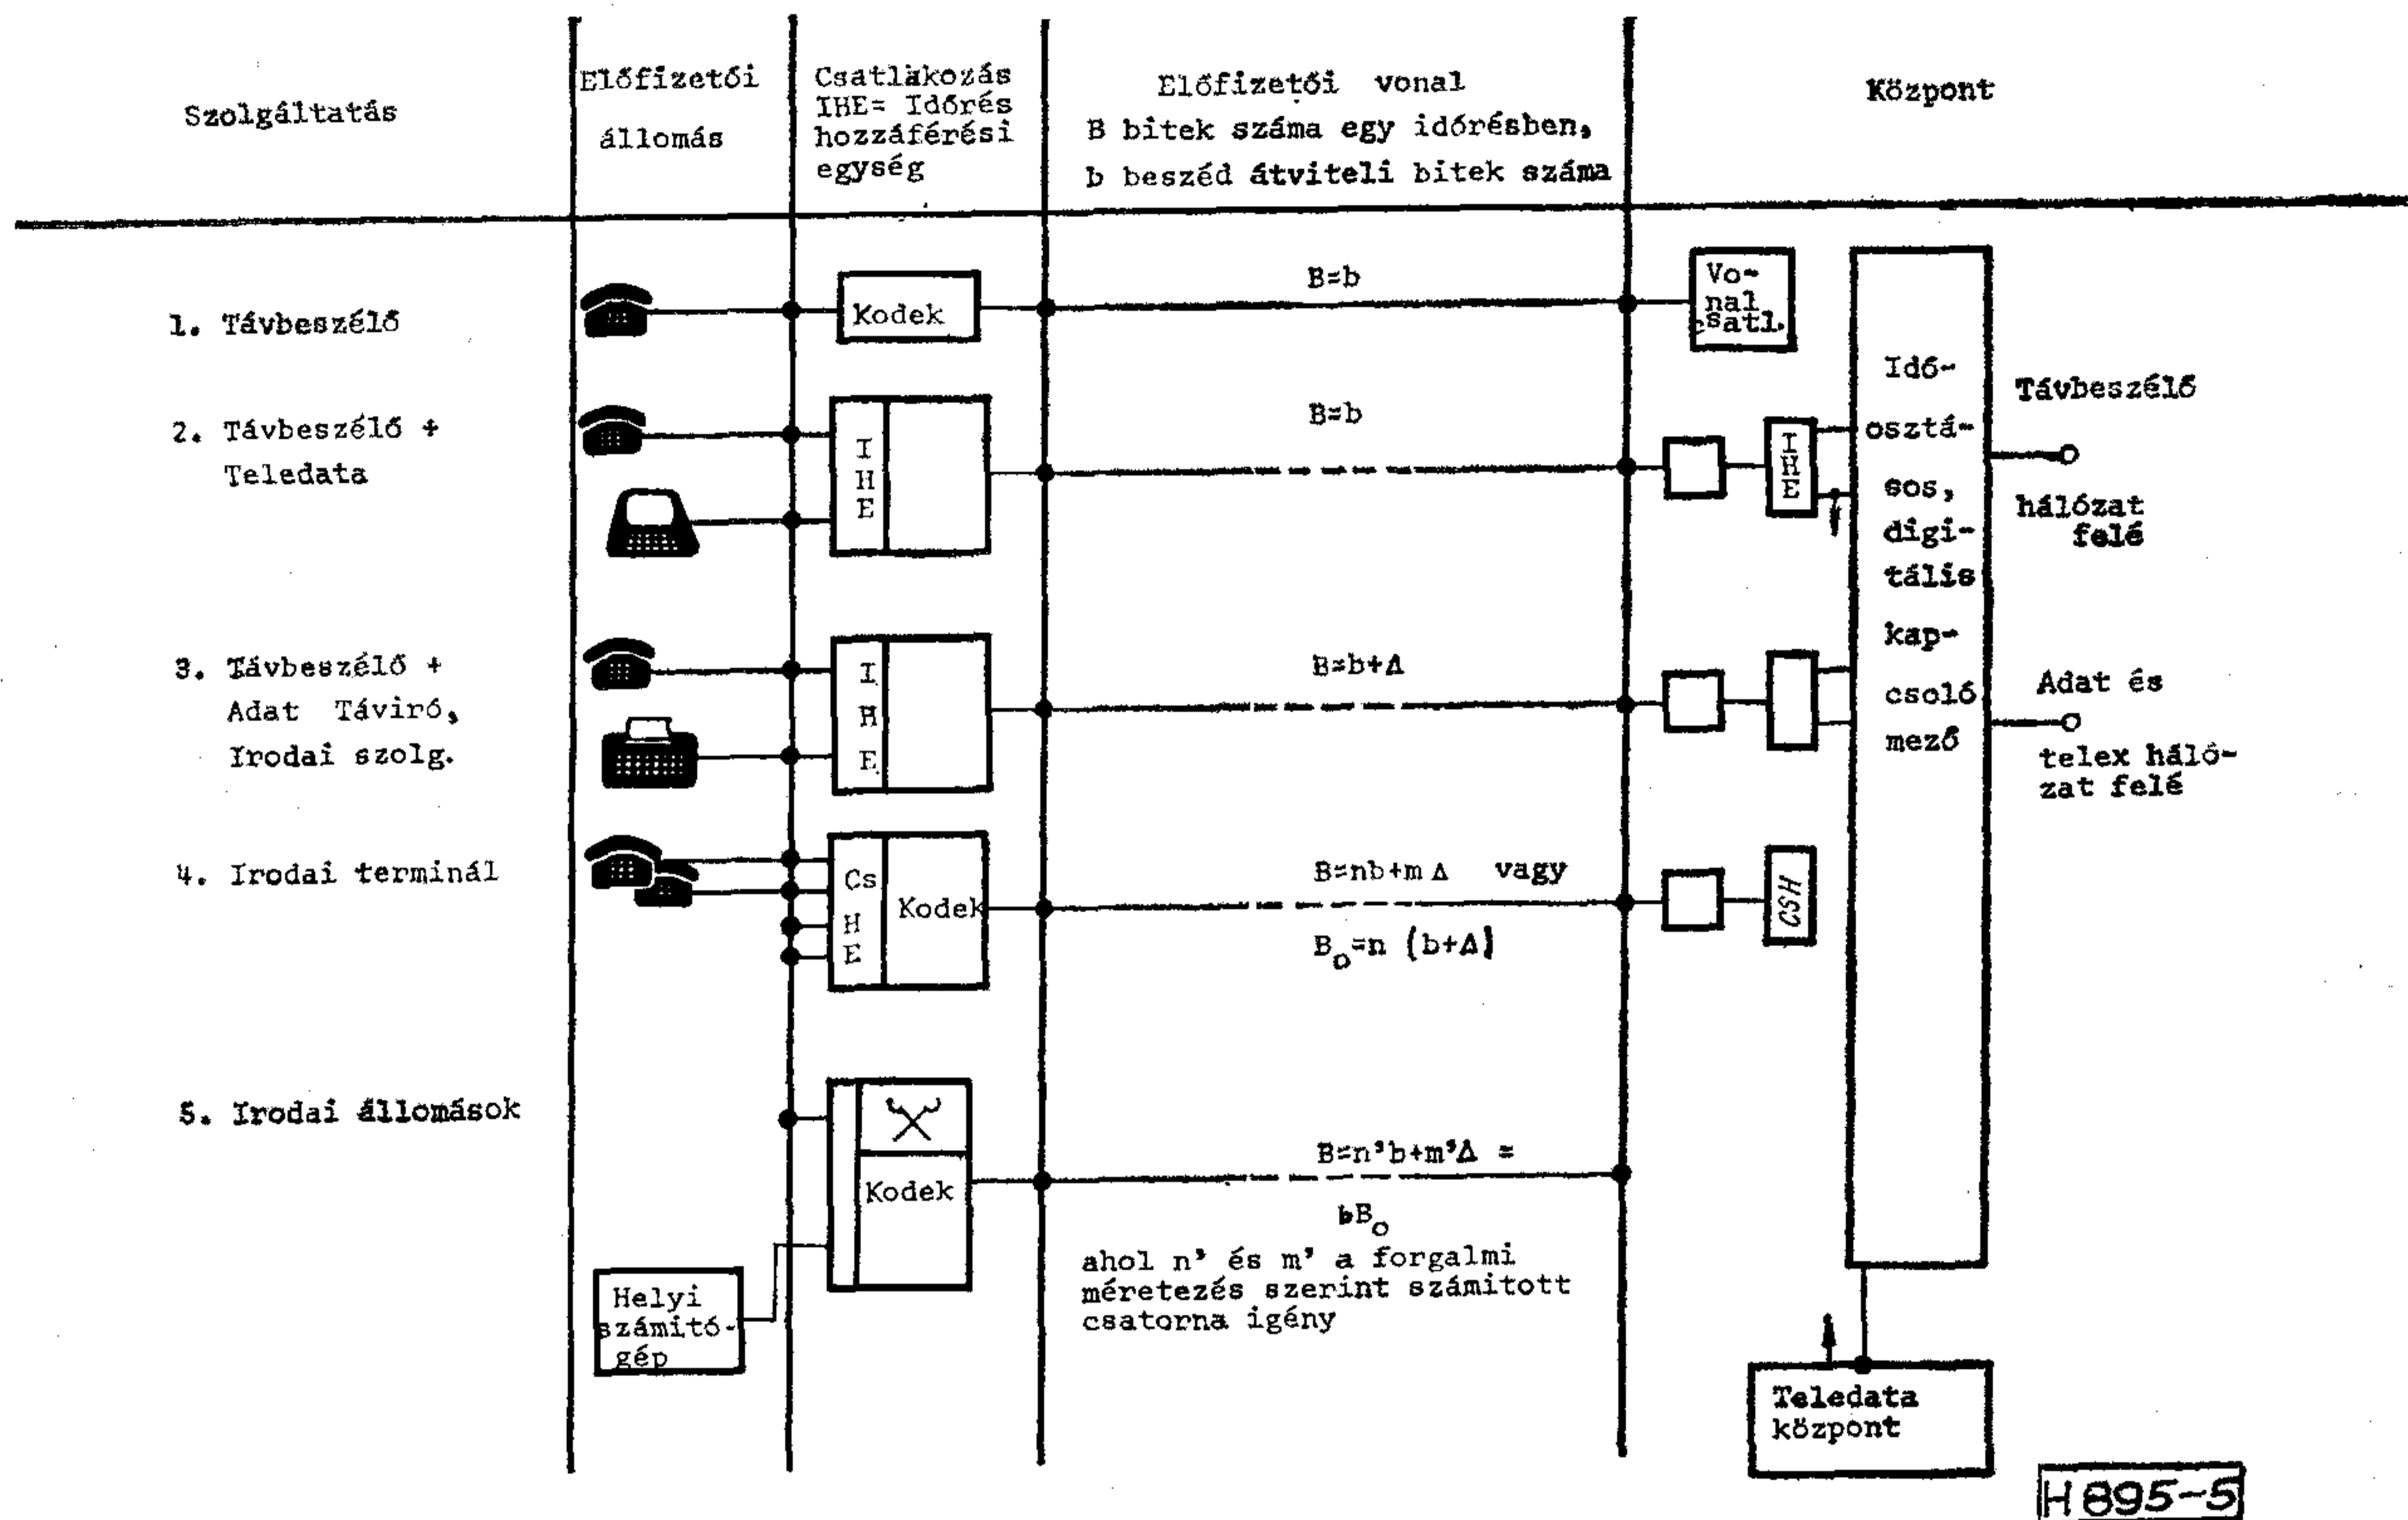 Szolgáltatás
Előfizetői
állomás
Csatlakozás
IHE= Időrés
hozzáférési
egység
Előfizetői vonal
B bitek száma egy időrésben,
b beszéd átviteli bitek száma
Központ
1. Távbeszélő
Kodek
B=b
Vo-
nal
csatl.
2. Távbeszélő +
Teledata
I
H
E
B=b
I
H
E
3. Távbeszélő +
Adat Táviró,
Irodai szolg.
I
H
E
B=b+Δ
4. Irodai terminál
Cs
H
E
Kodek
B=nb+m Δ vagy
B₀=n (b+Δ)
CSH
5. Irodai állomások
Kodek
Helyi
számitó-
gép
B=n'b+m'Δ =
bB₀
ahol n' és m' a forgalmi
méretezés szerint számitott
csatorna igény
Idő-
osztá-
sos,
digi-
tális
kap-
csoló
mező
Távbeszélő
hálózat
felé
Adat és
telex háló-
zat felé
Teledata
központ
H895-5